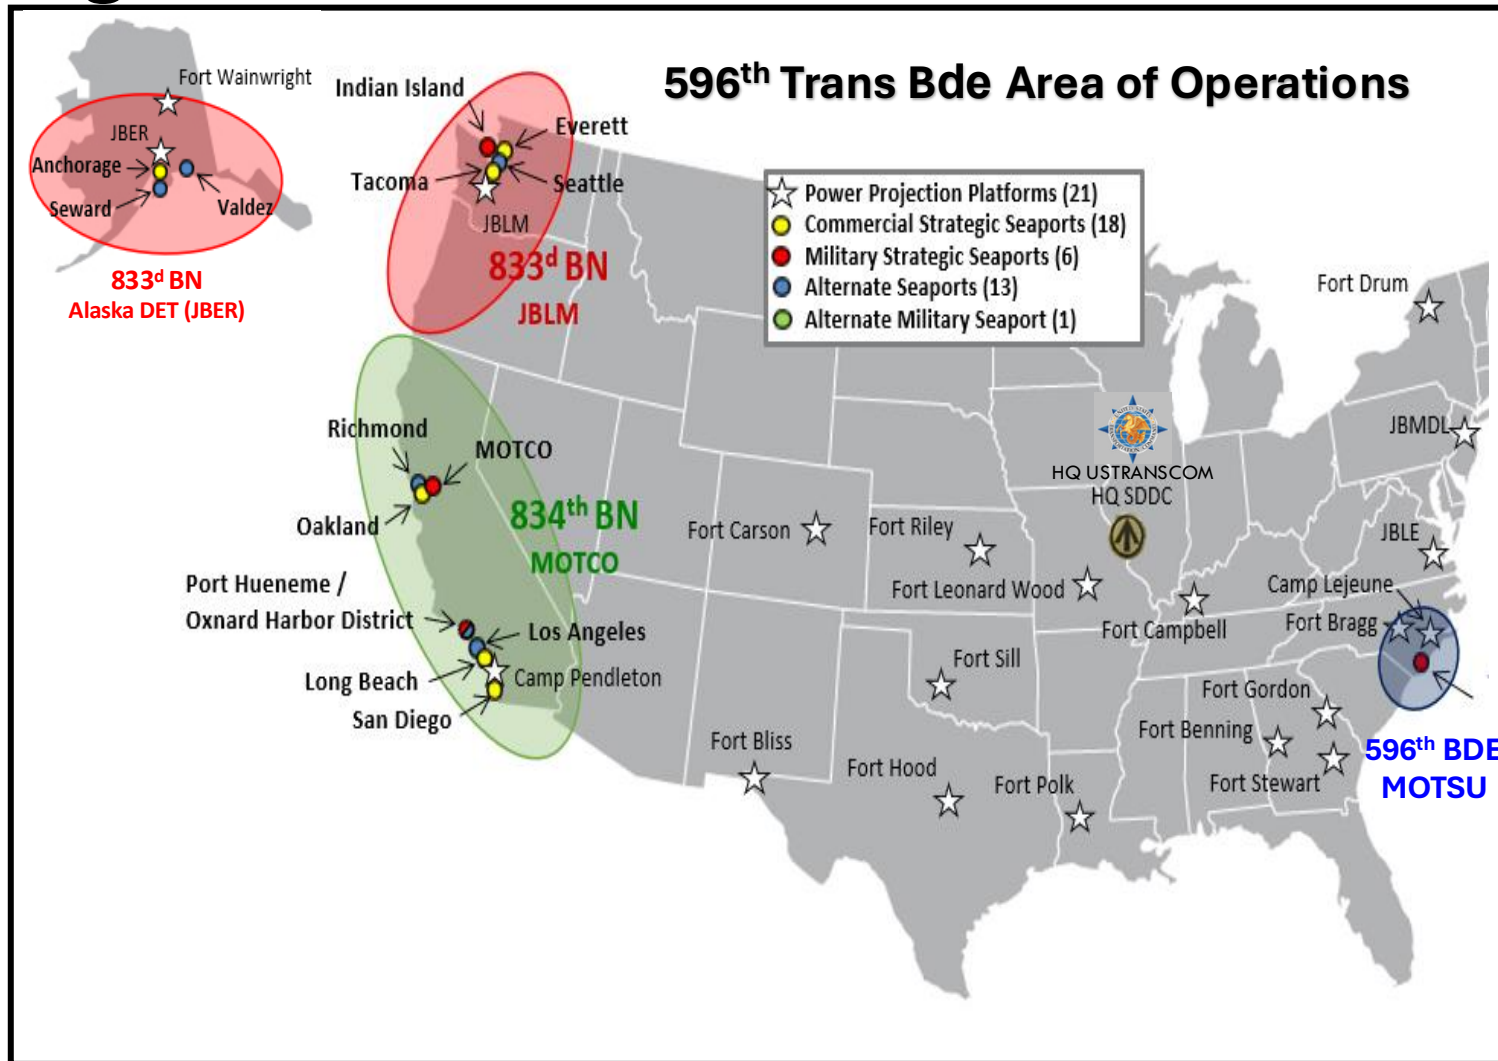 596th Trans Bde Area of Operations
Fort Wainwright
JBER
Anchorage
Seward
Valdez
833d BN
Alaska DET (JBER)
Indian Island
Everett
Tacoma
Seattle
JBLM
833d BN
JBLM
Power Projection Platforms (21)
Commercial Strategic Seaports (18)
Military Strategic Seaports (6)
Alternate Seaports (13)
Alternate Military Seaport (1)
Fort Drum
JBMDL
Richmond
MOTCO
Oakland
834th BN
MOTCO
HQ USTRANSCOM
HQ SDDC
Fort Carson
Fort Riley
Fort Leonard Wood
Fort Campbell
JBLE
Camp Lejeune
Fort Bragg
Port Hueneme /
Oxnard Harbor District
Los Angeles
Long Beach
Camp Pendleton
San Diego
Fort Sill
Fort Gordon
Fort Benning
Fort Stewart
Fort Bliss
Fort Hood
Fort Polk
596th BDE
MOTSU